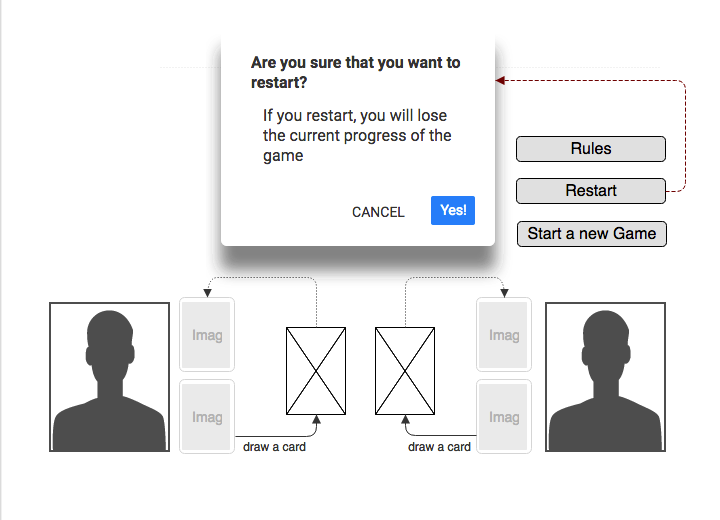 Are you sure that you want to
restart?
If you restart, you will lose
the current progress of the
game
CANCEL
Yes!
Rules
Restart
Start a new Game
Imag
Imag
Imag
Imag
draw a card
draw a card